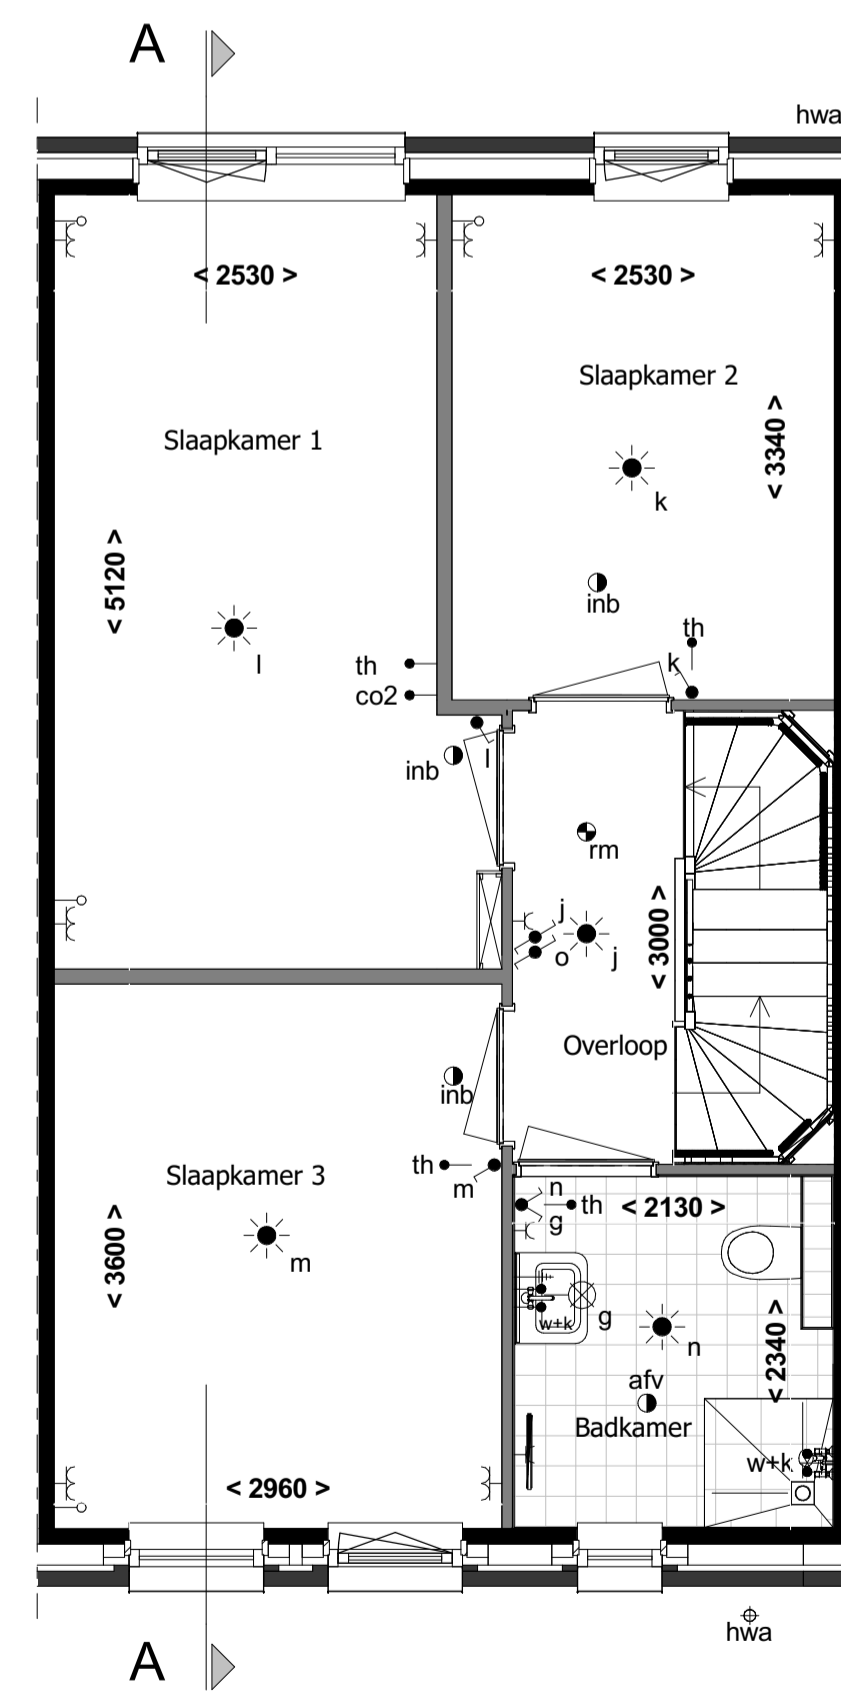 A
hwa
< 2530 >
< 2530 >
Slaapkamer 2
< 3340 >
Slaapkamer 1
k
< 5120 >
inb
l
th
th
k
co2
l
inb
rm
j
o
j
< 3000 >
Overloop
inb
th
m
Slaapkamer 3
m
< 3600 >
n
th
g
< 2130 >
g
w+k
n
< 2340 >
afv
Badkamer
w+k
< 2960 >
hwa
A